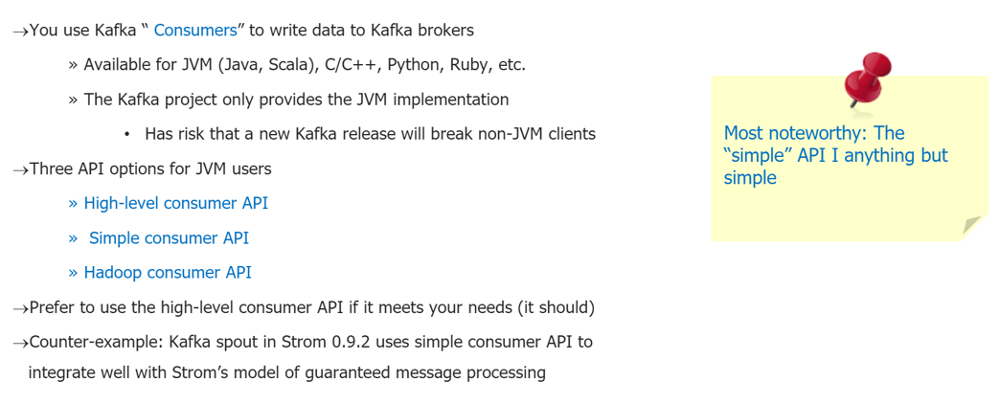 →You use Kafka “ Consumers” to write data to Kafka brokers
» Available for JVM (Java, Scala), C/C++, Python, Ruby, etc.
» The Kafka project only provides the JVM implementation
• Has risk that a new Kafka release will break non-JVM clients
→Three API options for JVM users
» High-level consumer API
» Simple consumer API
» Hadoop consumer API
→Prefer to use the high-level consumer API if it meets your needs (it should)
→Counter-example: Kafka spout in Strom 0.9.2 uses simple consumer API to
integrate well with Strom’s model of guaranteed message processing
Most noteworthy: The
“simple” API I anything but
simple